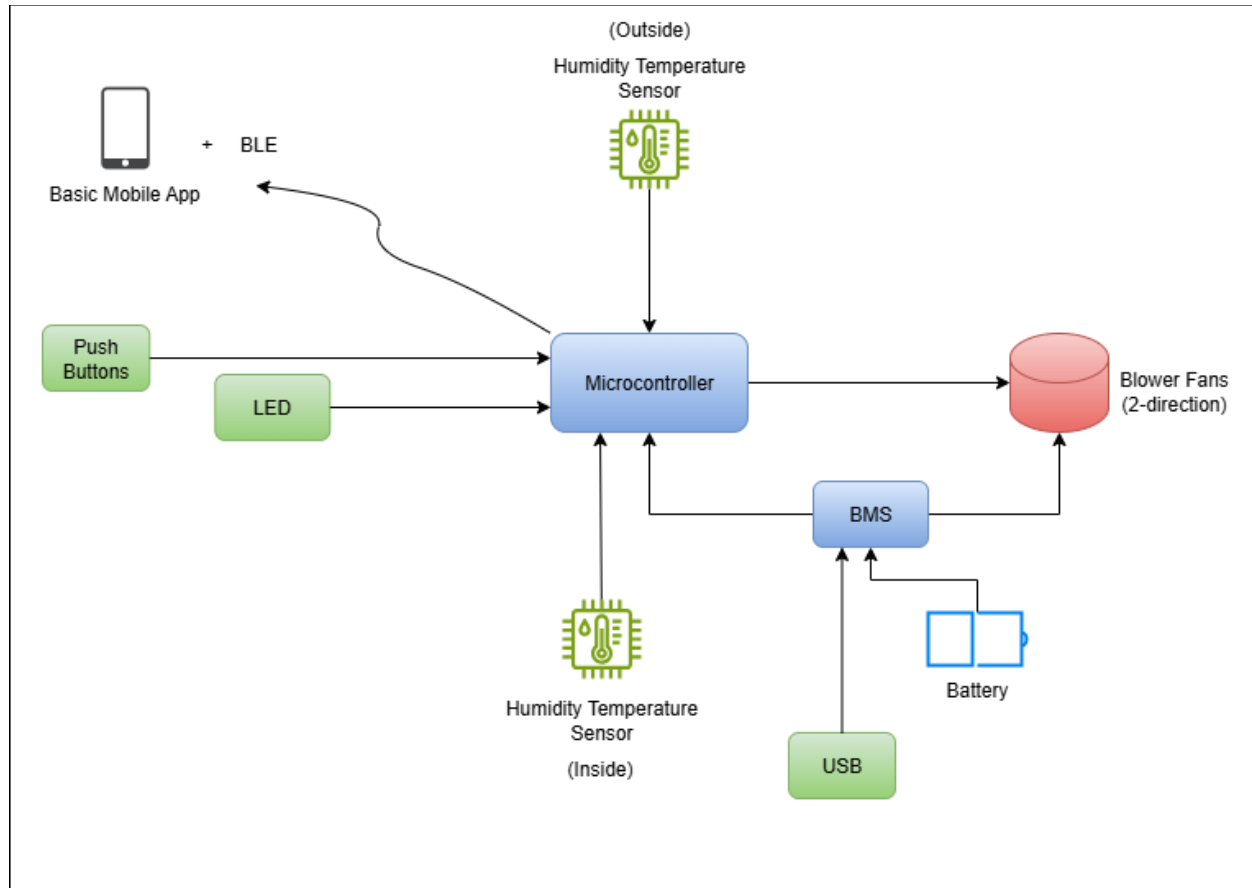 (Outside)
Humidity Temperature
Sensor
+ BLE
Basic Mobile App
Push
Buttons
LED
Microcontroller
Blower Fans
(2-direction)
BMS
Battery
Humidity Temperature
Sensor
(Inside)
USB